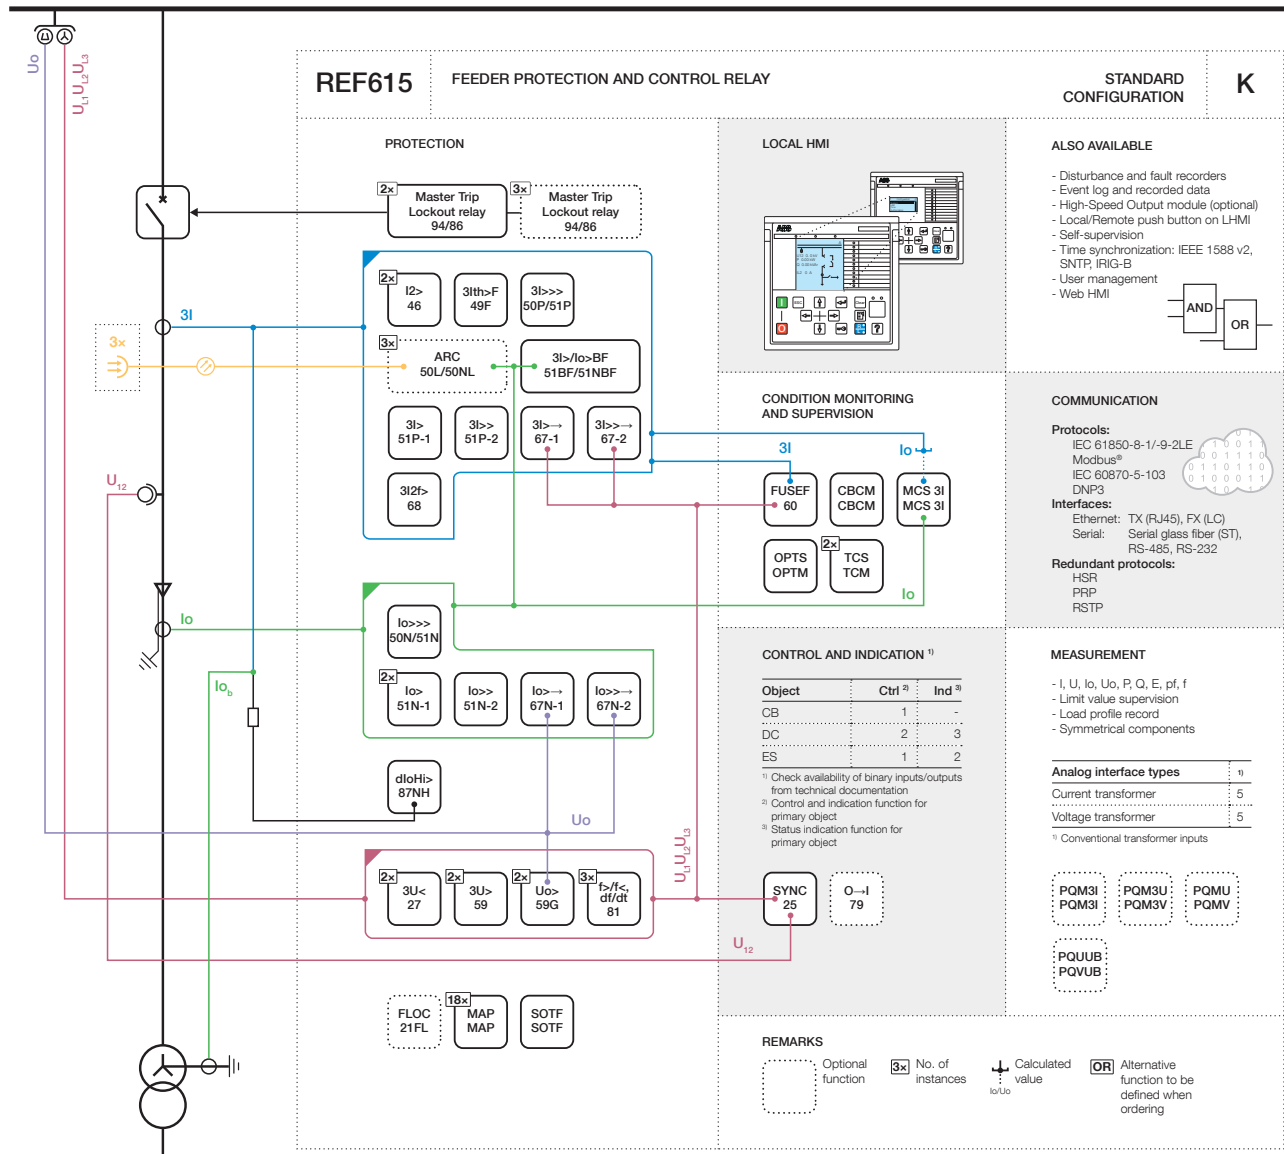 REF615
FEEDER PROTECTION AND CONTROL RELAY
STANDARD
CONFIGURATION
K
Uo
UL1 UL2 UL3
PROTECTION
2×
Master Trip
Lockout relay
94/86
3×
Master Trip
Lockout relay
94/86
3I
2×
I2>
46
3Ith>F
49F
3I>>>
50P/51P
3×
3×
ARC
50L/50NL
3I>/Io>BF
51BF/51NBF
3I>
51P-1
3I>>
51P-2
3I>→
67-1
3I>>→
67-2
3I2f>
68
U12
Io
Io>>>
50N/51N
2×
Io>
51N-1
Io>>
51N-2
Io>→
67N-1
Io>>→
67N-2
Iob
dIoHi>
87NH
Uo
UL1 UL2 UL3
2×
3U<
27
2×
3U>
59
2×
Uo>
59G
3×
f>/f<,
df/dt
81
FLOC
21FL
18×
MAP
MAP
SOTF
SOTF
LOCAL HMI
ABB
ABB
CONDITION MONITORING
AND SUPERVISION
3I
Io
FUSEF
60
CBCM
CBCM
MCS 3I
MCS 3I
OPTS
OPTM
2×
TCS
TCM
Io
CONTROL AND INDICATION 1)
Object Ctrl 2) Ind 3)
CB 1 -
DC 2 3
ES 1 2
1) Check availability of binary inputs/outputs
from technical documentation
2) Control and indication function for
primary object
3) Status indication function for
primary object
SYNC
25
O→I
79
U12
ALSO AVAILABLE
- Disturbance and fault recorders
- Event log and recorded data
- High-Speed Output module (optional)
- Local/Remote push button on LHMI
- Self-supervision
- Time synchronization: IEEE 1588 v2,
SNTP, IRIG-B
- User management
- Web HMI
AND
OR
COMMUNICATION
Protocols:
IEC 61850-8-1/-9-2LE
Modbus®
IEC 60870-5-103
DNP3
Interfaces:
Ethernet: TX (RJ45), FX (LC)
Serial: Serial glass fiber (ST),
RS-485, RS-232
Redundant protocols:
HSR
PRP
RSTP
MEASUREMENT
- I, U, Io, Uo, P, Q, E, pf, f
- Limit value supervision
- Load profile record
- Symmetrical components
Analog interface types 1)
Current transformer 5
Voltage transformer 5
1) Conventional transformer inputs
PQM3I
PQM3I
PQM3U
PQM3V
PQMU
PQMV
PQUUB
PQVUB
REMARKS
Optional
function
3×
No. of
instances
Io/Uo
Calculated
value
OR
Alternative
function to be
defined when
ordering